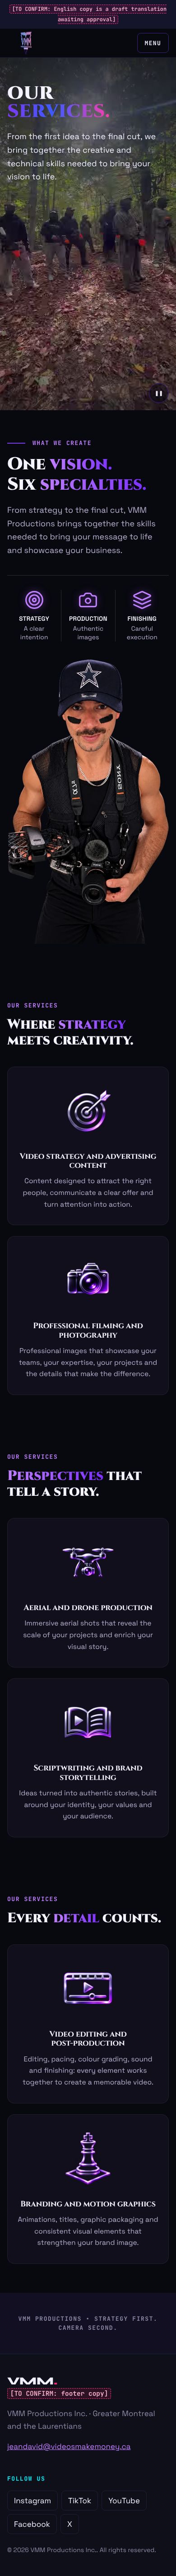 [TO CONFIRM: English copy is a draft translation
awaiting approval]
MENU
OUR
SERVICES.
From the first idea to the final cut, we
bring together the creative and
technical skills needed to bring your
vision to life.
WHAT WE CREATE
One vision.
Six specialties.
From strategy to the final cut, VMM
Productions brings together the skills
needed to bring your message to life
and showcase your business.
STRATEGY
A clear
intention
PRODUCTION
Authentic
images
FINISHING
Careful
execution
OUR SERVICES
Where strategy
meets creativity.
Video strategy and advertising
content
Content designed to attract the right
people, communicate a clear offer and
turn attention into action.
Professional filming and
photography
Professional images that showcase your
teams, your expertise, your projects and
the details that make the difference.
OUR SERVICES
Perspectives that
tell a story.
Aerial and drone production
Immersive aerial shots that reveal the
scale of your projects and enrich your
visual story.
Scriptwriting and brand
storytelling
Ideas turned into authentic stories, built
around your identity, your values and
your audience.
OUR SERVICES
Every detail counts.
Video editing and
post-production
Editing, pacing, colour grading, sound
and finishing: every element works
together to create a memorable video.
Branding and motion graphics
Animations, titles, graphic packaging and
consistent visual elements that
strengthen your brand image.
VMM PRODUCTIONS • STRATEGY FIRST.
CAMERA SECOND.
VMM.
[TO CONFIRM: footer copy]
VMM Productions Inc. · Greater Montreal
and the Laurentians
jeandavid@videosmakemoney.ca
FOLLOW US
Instagram
TikTok
YouTube
Facebook
X
© 2026 VMM Productions Inc.. All rights reserved.